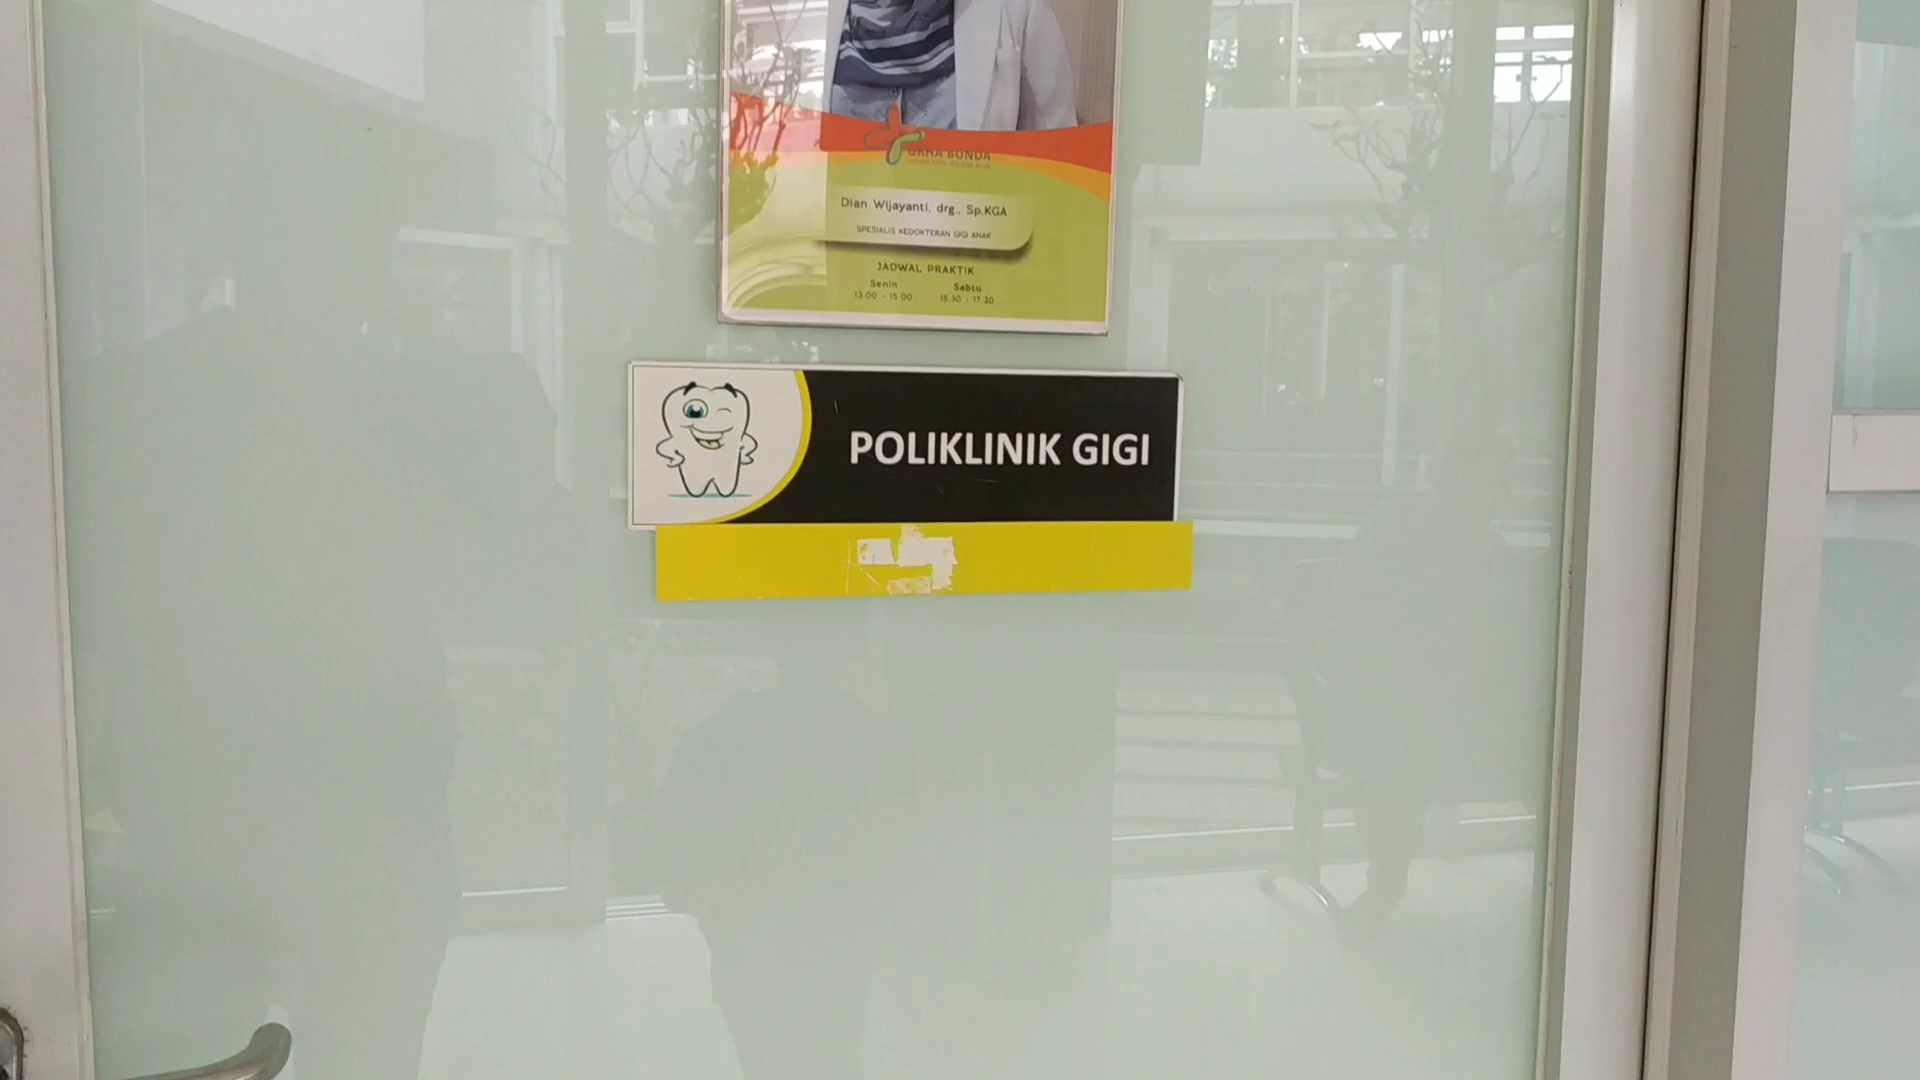 GRHA BUNDA
Dian Wijayanti, drg., Sp.KGA
SPESIALIS KEDOKTERAN GIGI ANAK
JADWAL PRAKTIK
Senin Sabtu
13.00 - 15.00 15.30 - 17.30
POLIKLINIK GIGI